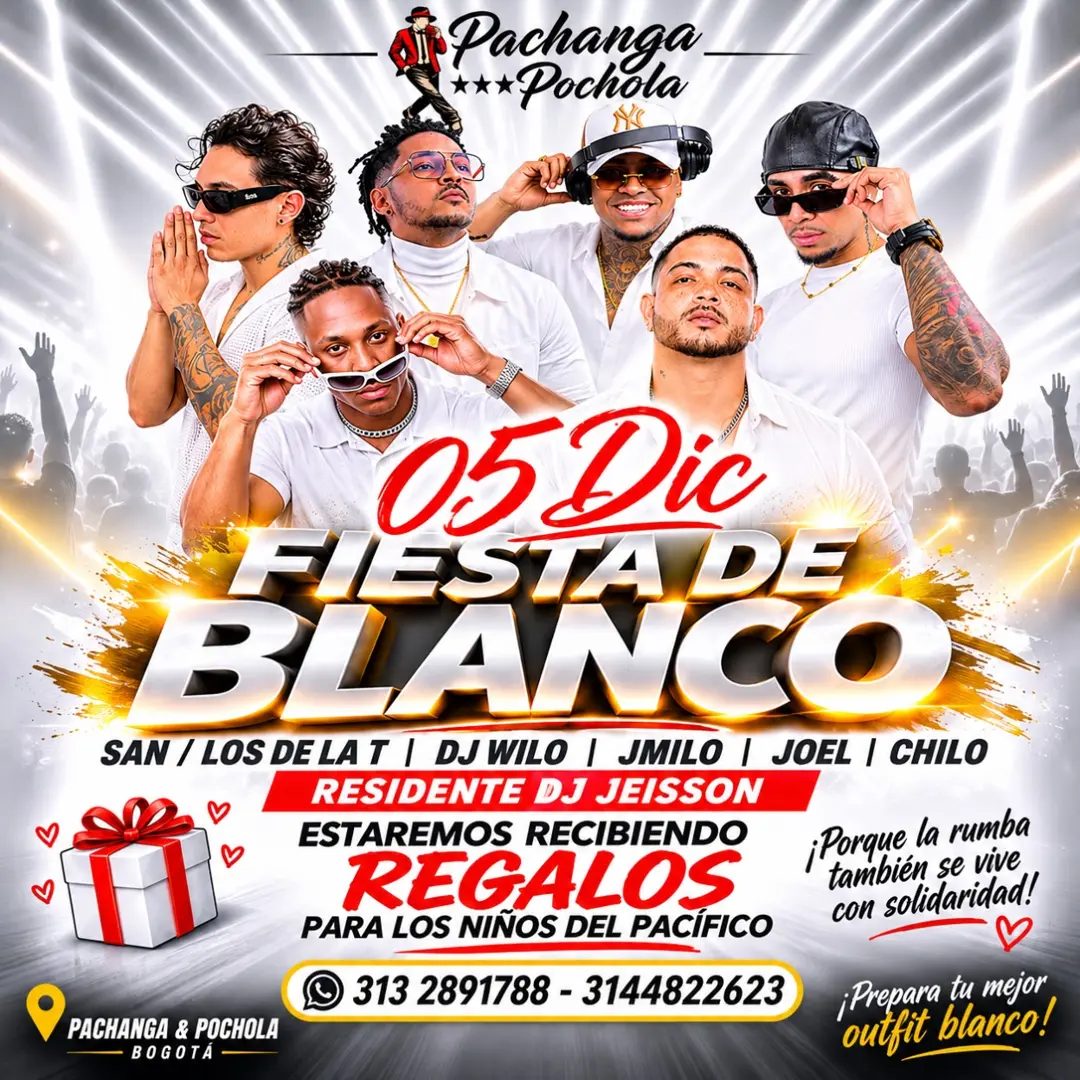 Pachanga
Pochola
NY
05 Dic
FIESTA DE
BLANCO
SAN / LOS DE LA T | DJ WILO | JMILO | JOEL | CHILO
RESIDENTE DJ JEISSON
ESTAREMOS RECIBIENDO
REGALOS
PARA LOS NIÑOS DEL PACÍFICO
¡Porque la rumba
también se vive
con solidaridad!
313 2891788 - 3144822623
PACHANGA & POCHOLA
BOGOTÁ
¡Prepara tu mejor
outfit blanco!